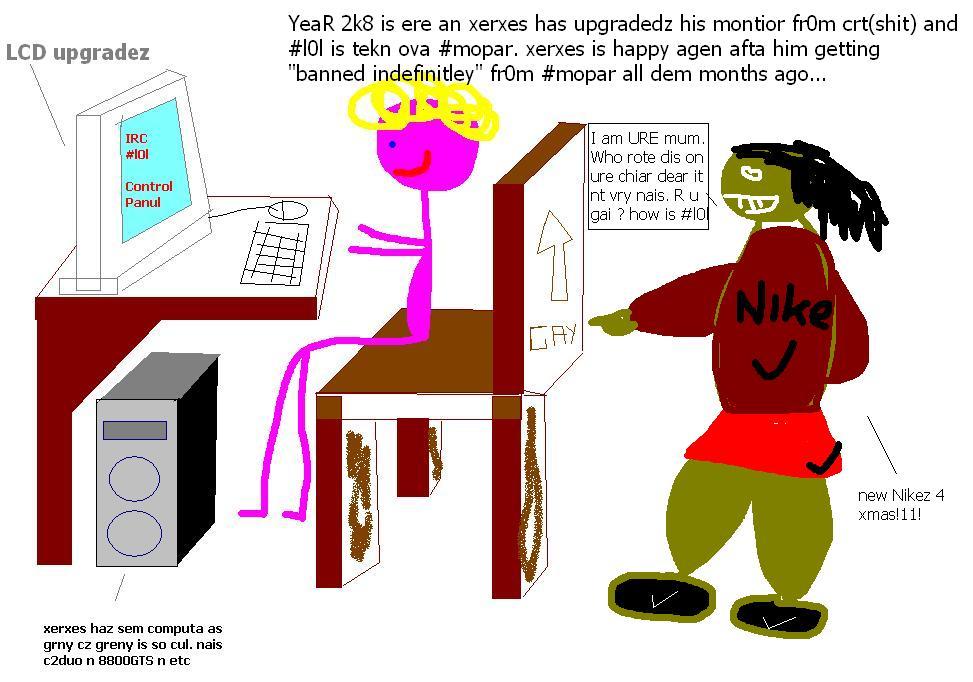 YeaR 2k8 is ere an xerxes has upgradedz his montior fr0m crt(shit) and
#l0l is tekn ova #mopar. xerxes is happy agen afta him getting
"banned indefinitley" fr0m #mopar all dem months ago...
LCD upgradez
IRC
#l0l
Control
Panul
I am URE mum.
Who rote dis on
ure chiar dear it
nt vry nais. R u
gai ? how is #l0l
GAY
Nike
new Nikez 4
xmas!11!
xerxes haz sem computa as
grny cz greny is so cul. nais
c2duo n 8800GTS n etc